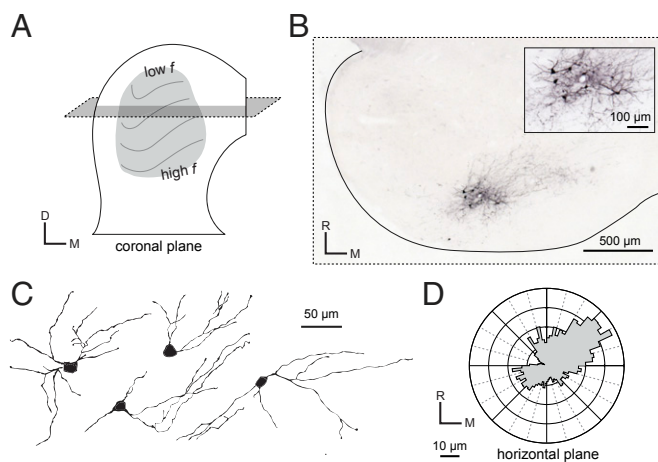 A
low f
high f
D
M
coronal plane
B
100 µm
R
M
500 µm
C
50 µm
D
R
M
10 µm
horizontal plane